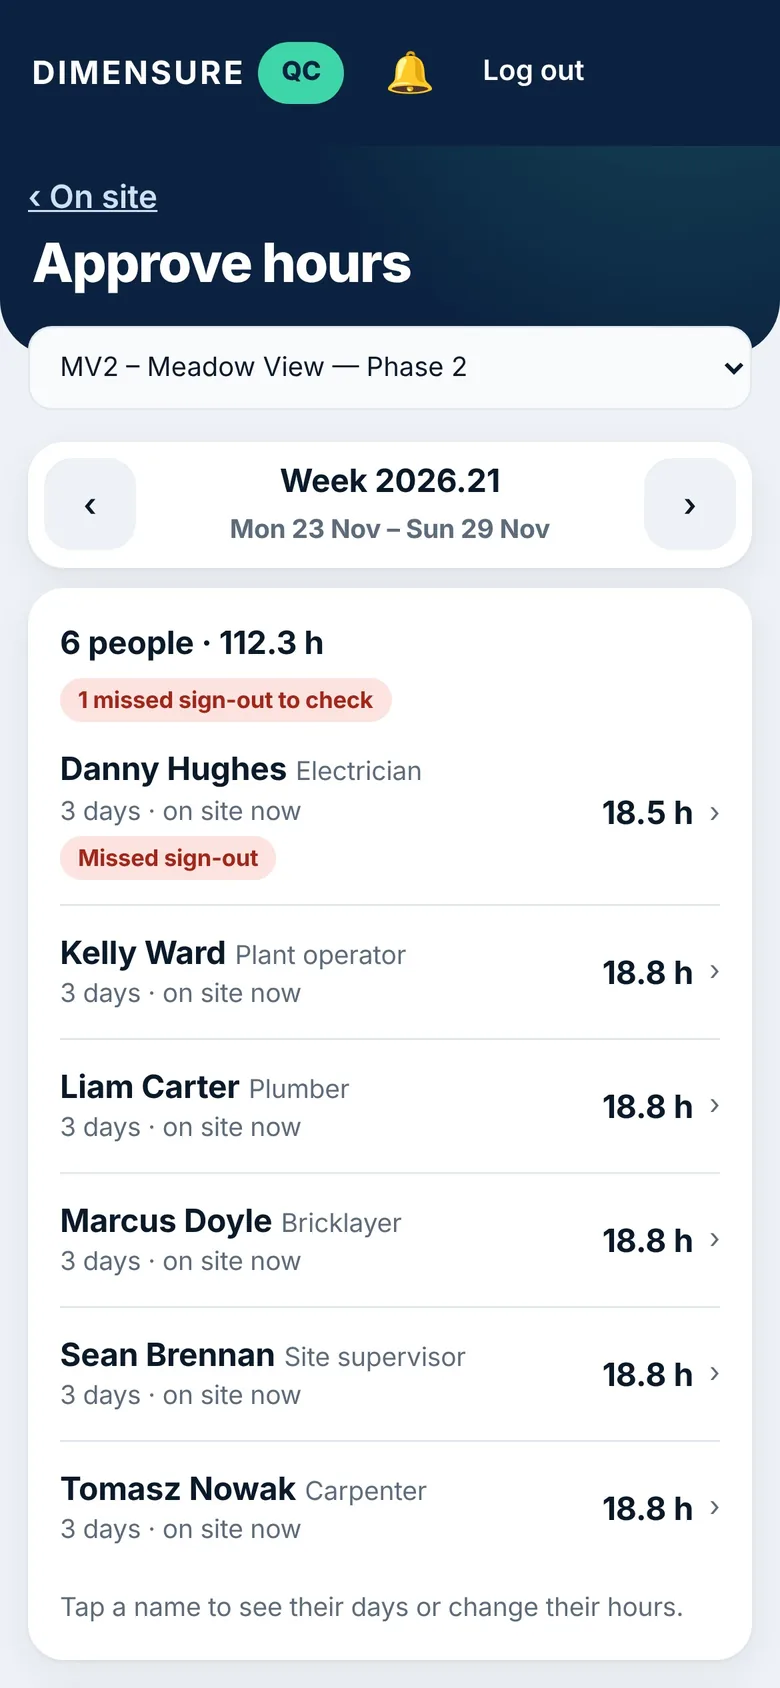 DIMENSURE QC 🔔 Log out
‹ On site
Approve hours
MV2 – Meadow View — Phase 2
‹
Week 2026.21
Mon 23 Nov – Sun 29 Nov
›
6 people · 112.3 h
1 missed sign-out to check
Danny Hughes Electrician
3 days · on site now
18.5 h ›
Missed sign-out
Kelly Ward Plant operator
3 days · on site now
18.8 h ›
Liam Carter Plumber
3 days · on site now
18.8 h ›
Marcus Doyle Bricklayer
3 days · on site now
18.8 h ›
Sean Brennan Site supervisor
3 days · on site now
18.8 h ›
Tomasz Nowak Carpenter
3 days · on site now
18.8 h ›
Tap a name to see their days or change their hours.